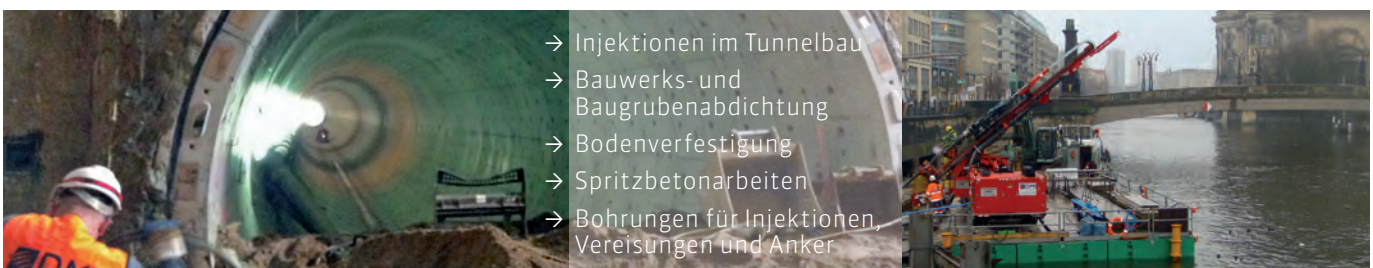 → Injektionen im Tunnelbau
→ Bauwerks- und
Baugrubenabdichtung
→ Bodenverfestigung
→ Spritzbetonarbeiten
→ Bohrungen für Injektionen,
Vereisungen und Anker